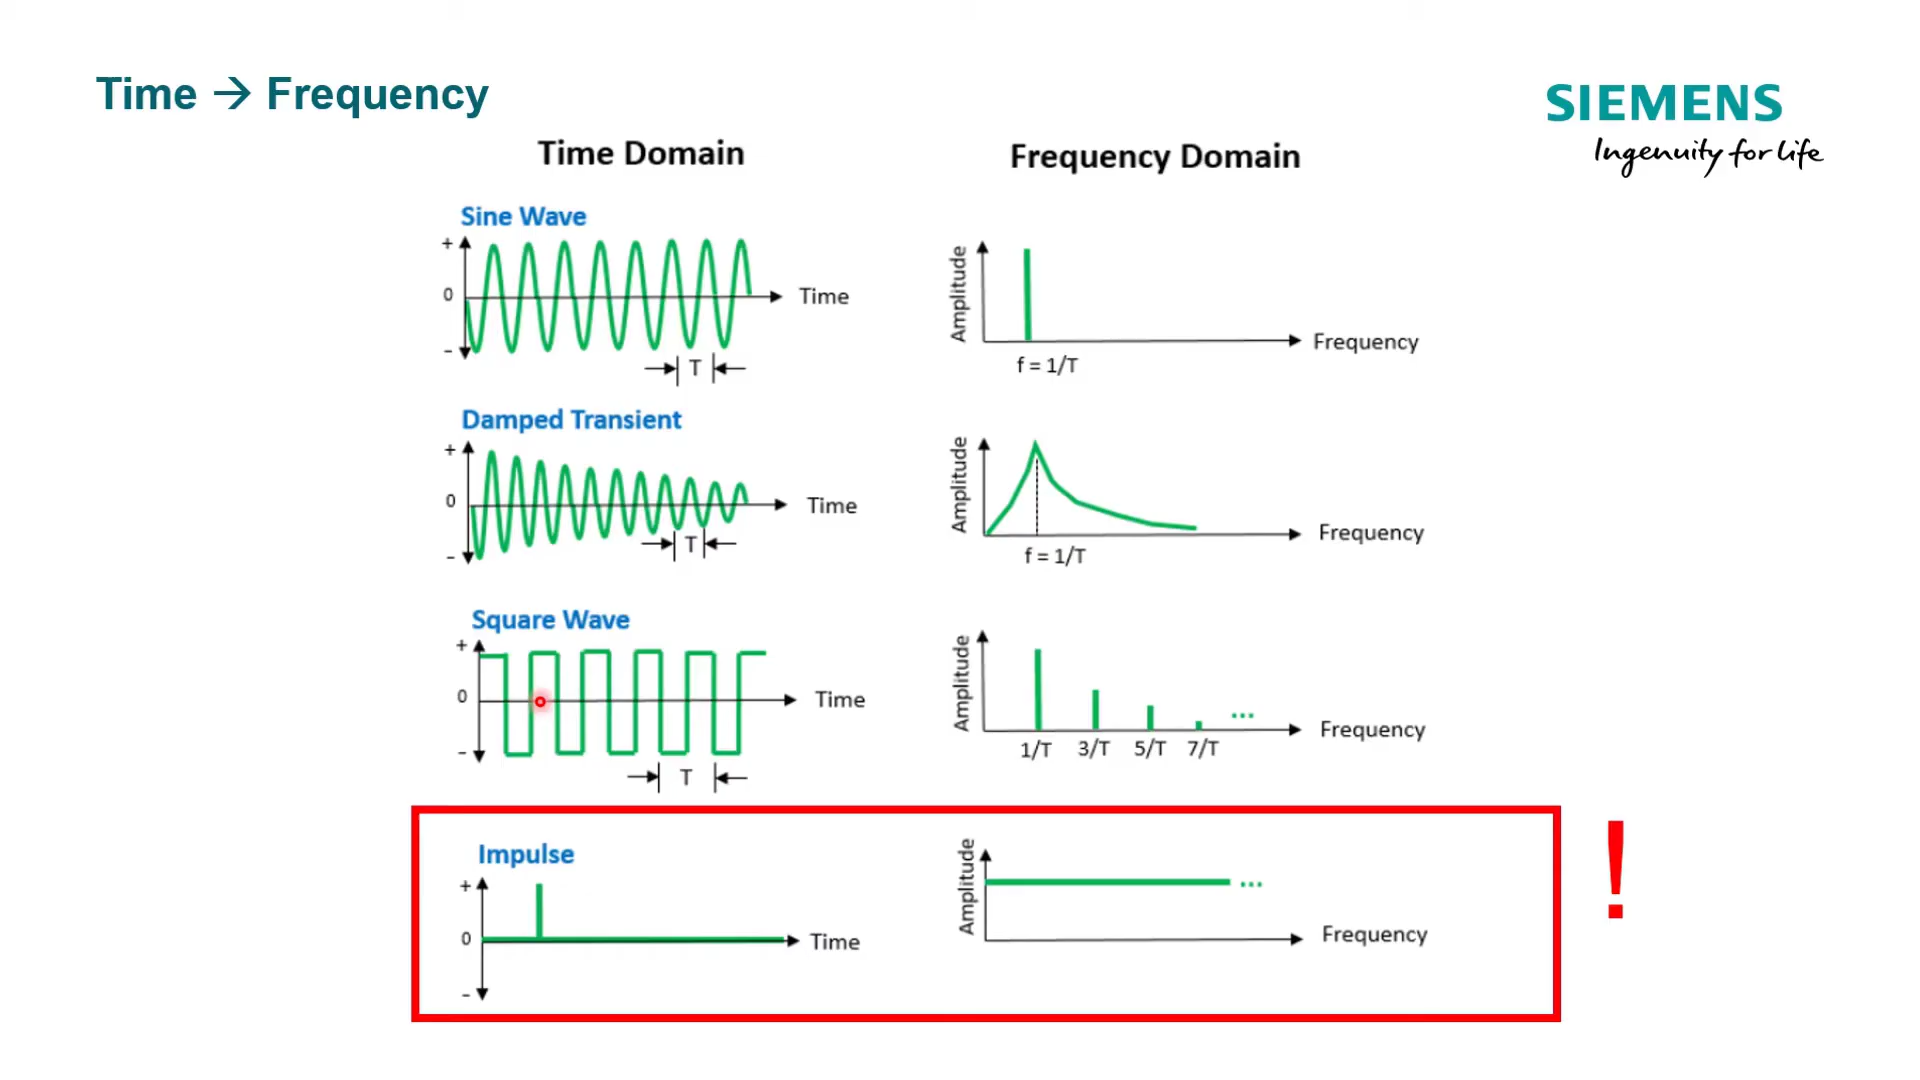 Time → Frequency
SIEMENS
Ingenuity for life
Time Domain
Frequency Domain
Sine Wave
+
0
-
Time
T
Amplitude
Frequency
f = 1/T
Damped Transient
+
0
-
Time
T
Amplitude
Frequency
f = 1/T
Square Wave
+
0
-
Time
T
Amplitude
...
Frequency
1/T 3/T 5/T 7/T
Impulse
+
0
-
Time
Amplitude
...
Frequency
!